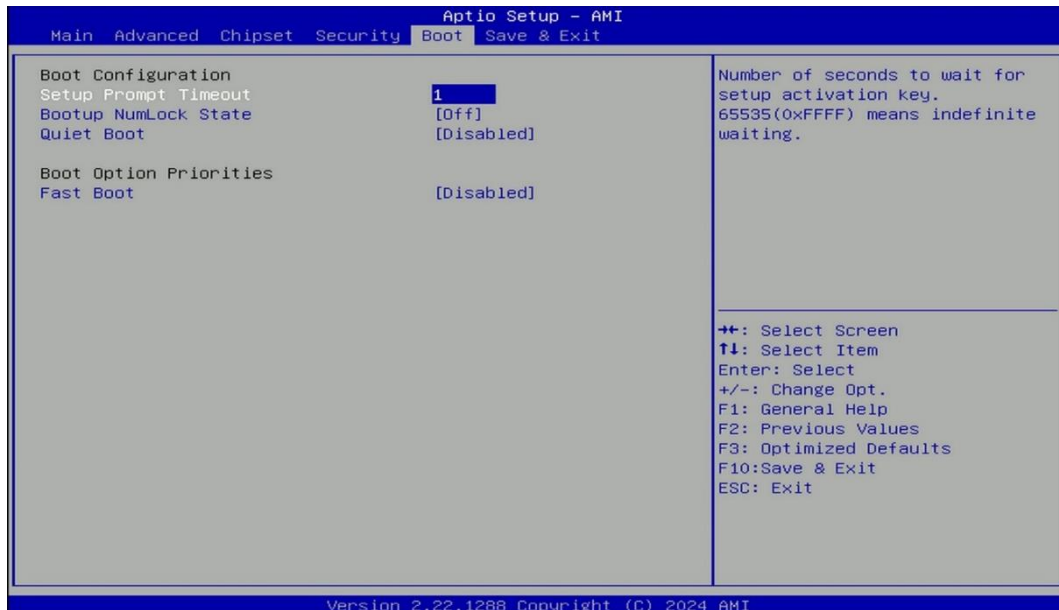 Aptio Setup – AMI
Main Advanced Chipset Security Boot Save & Exit
Boot Configuration
Setup Prompt Timeout 1
Bootup NumLock State [Off]
Quiet Boot [Disabled]
Boot Option Priorities
Fast Boot [Disabled]
Number of seconds to wait for
setup activation key.
65535(0xFFFF) means indefinite
waiting.
→←: Select Screen
↑↓: Select Item
Enter: Select
+/-: Change Opt.
F1: General Help
F2: Previous Values
F3: Optimized Defaults
F10:Save & Exit
ESC: Exit
Version 2.22.1288 Copyright (C) 2024 AMI